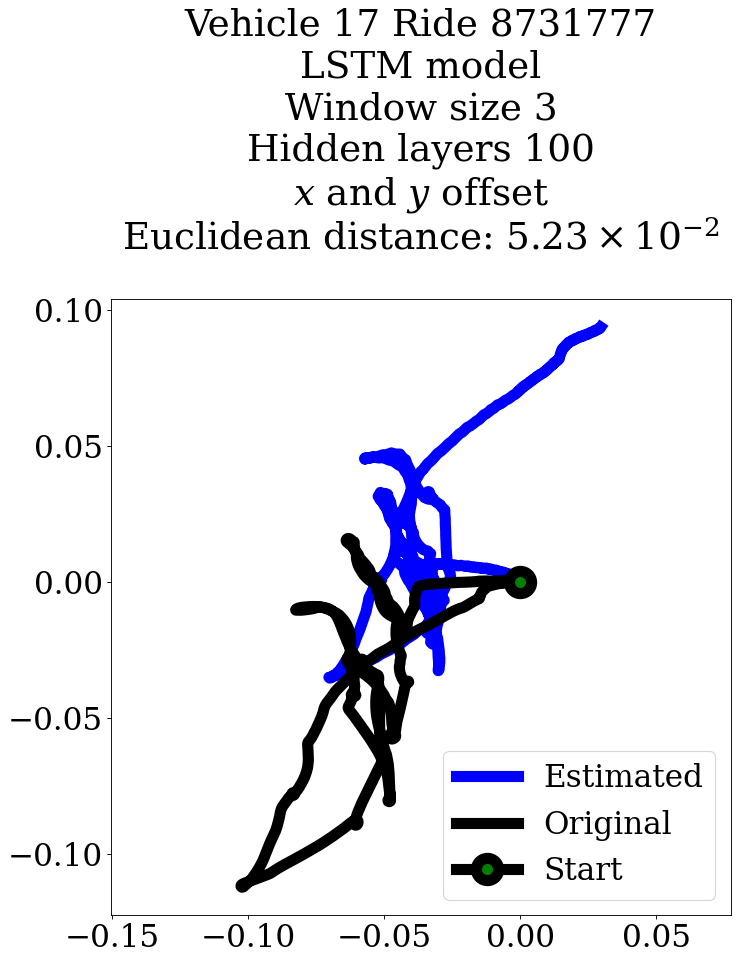 Vehicle 17 Ride 8731777
LSTM model
Window size 3
Hidden layers 100
x and y offset
Euclidean distance: 5.23 × 10⁻²
0.10
0.05
0.00
−0.05
−0.10
Estimated
Original
Start
−0.15 −0.10 −0.05 0.00 0.05